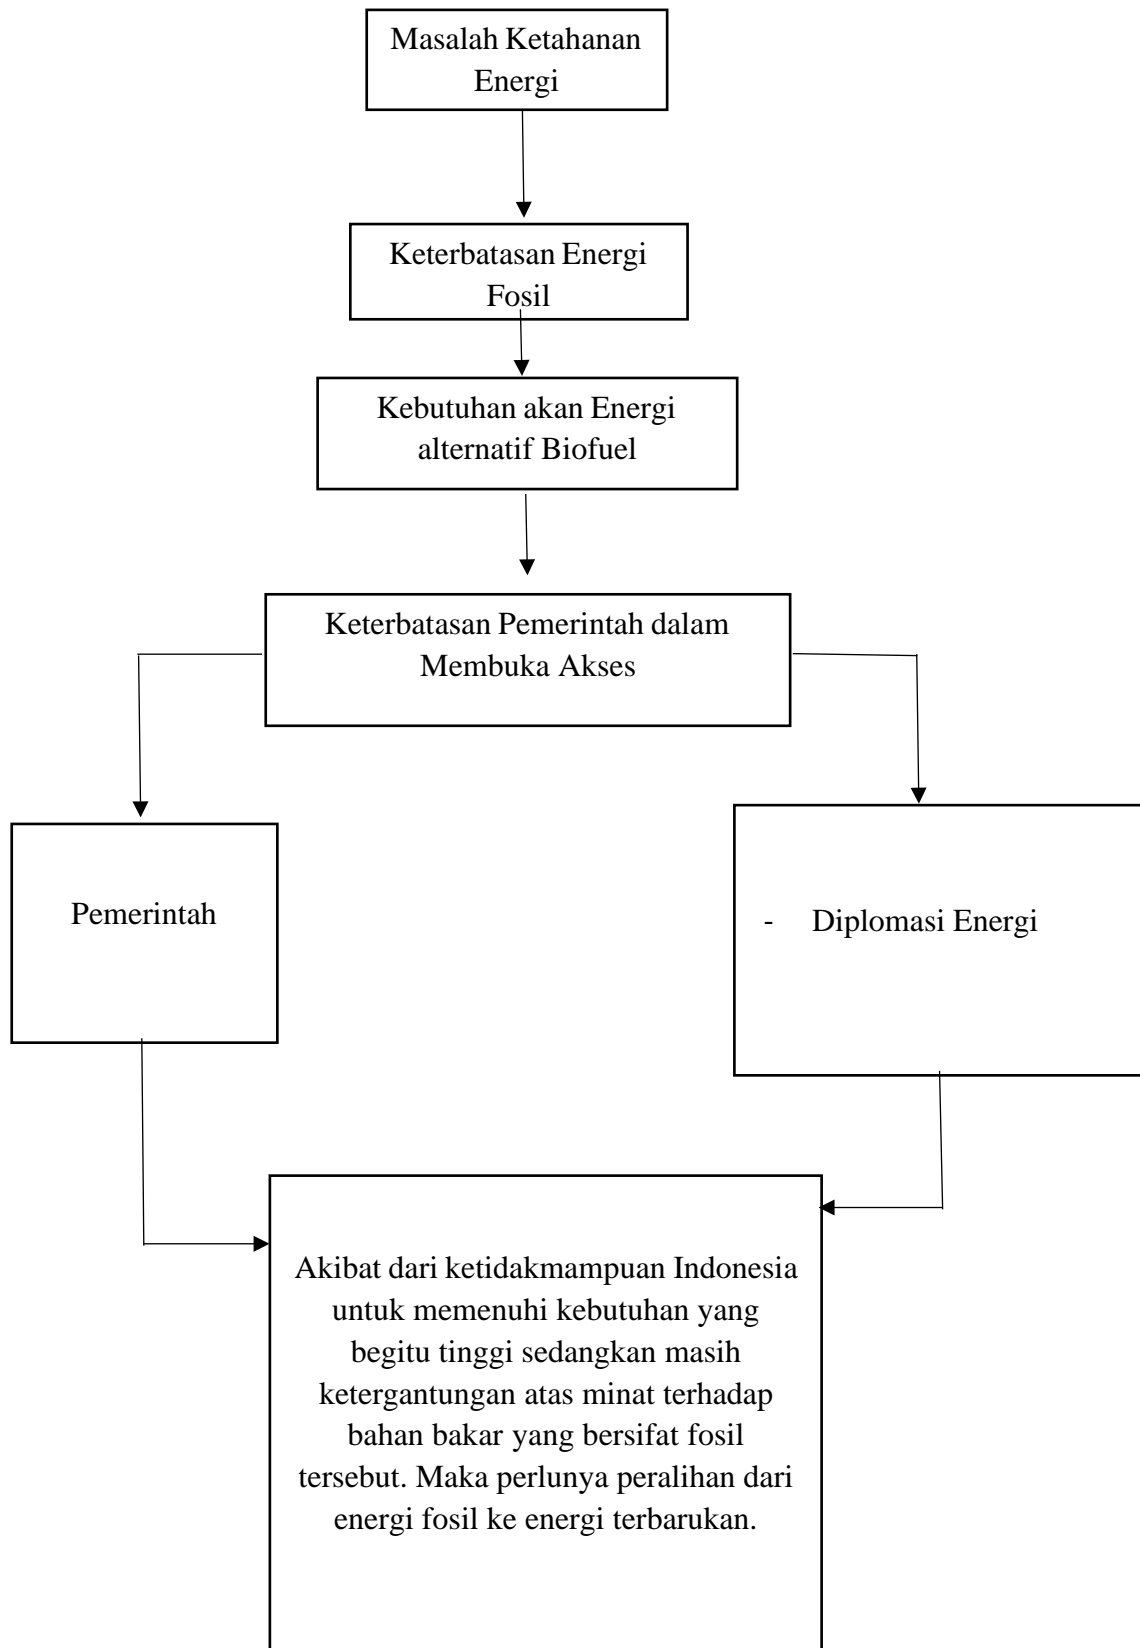 Masalah Ketahanan
Energi
Keterbatasan Energi
Fosil
Kebutuhan akan Energi
alternatif Biofuel
Keterbatasan Pemerintah dalam
Membuka Akses
Pemerintah
- Diplomasi Energi
Akibat dari ketidakmampuan Indonesia
untuk memenuhi kebutuhan yang
begitu tinggi sedangkan masih
ketergantungan atas minat terhadap
bahan bakar yang bersifat fosil
tersebut. Maka perlunya peralihan dari
energi fosil ke energi terbarukan.